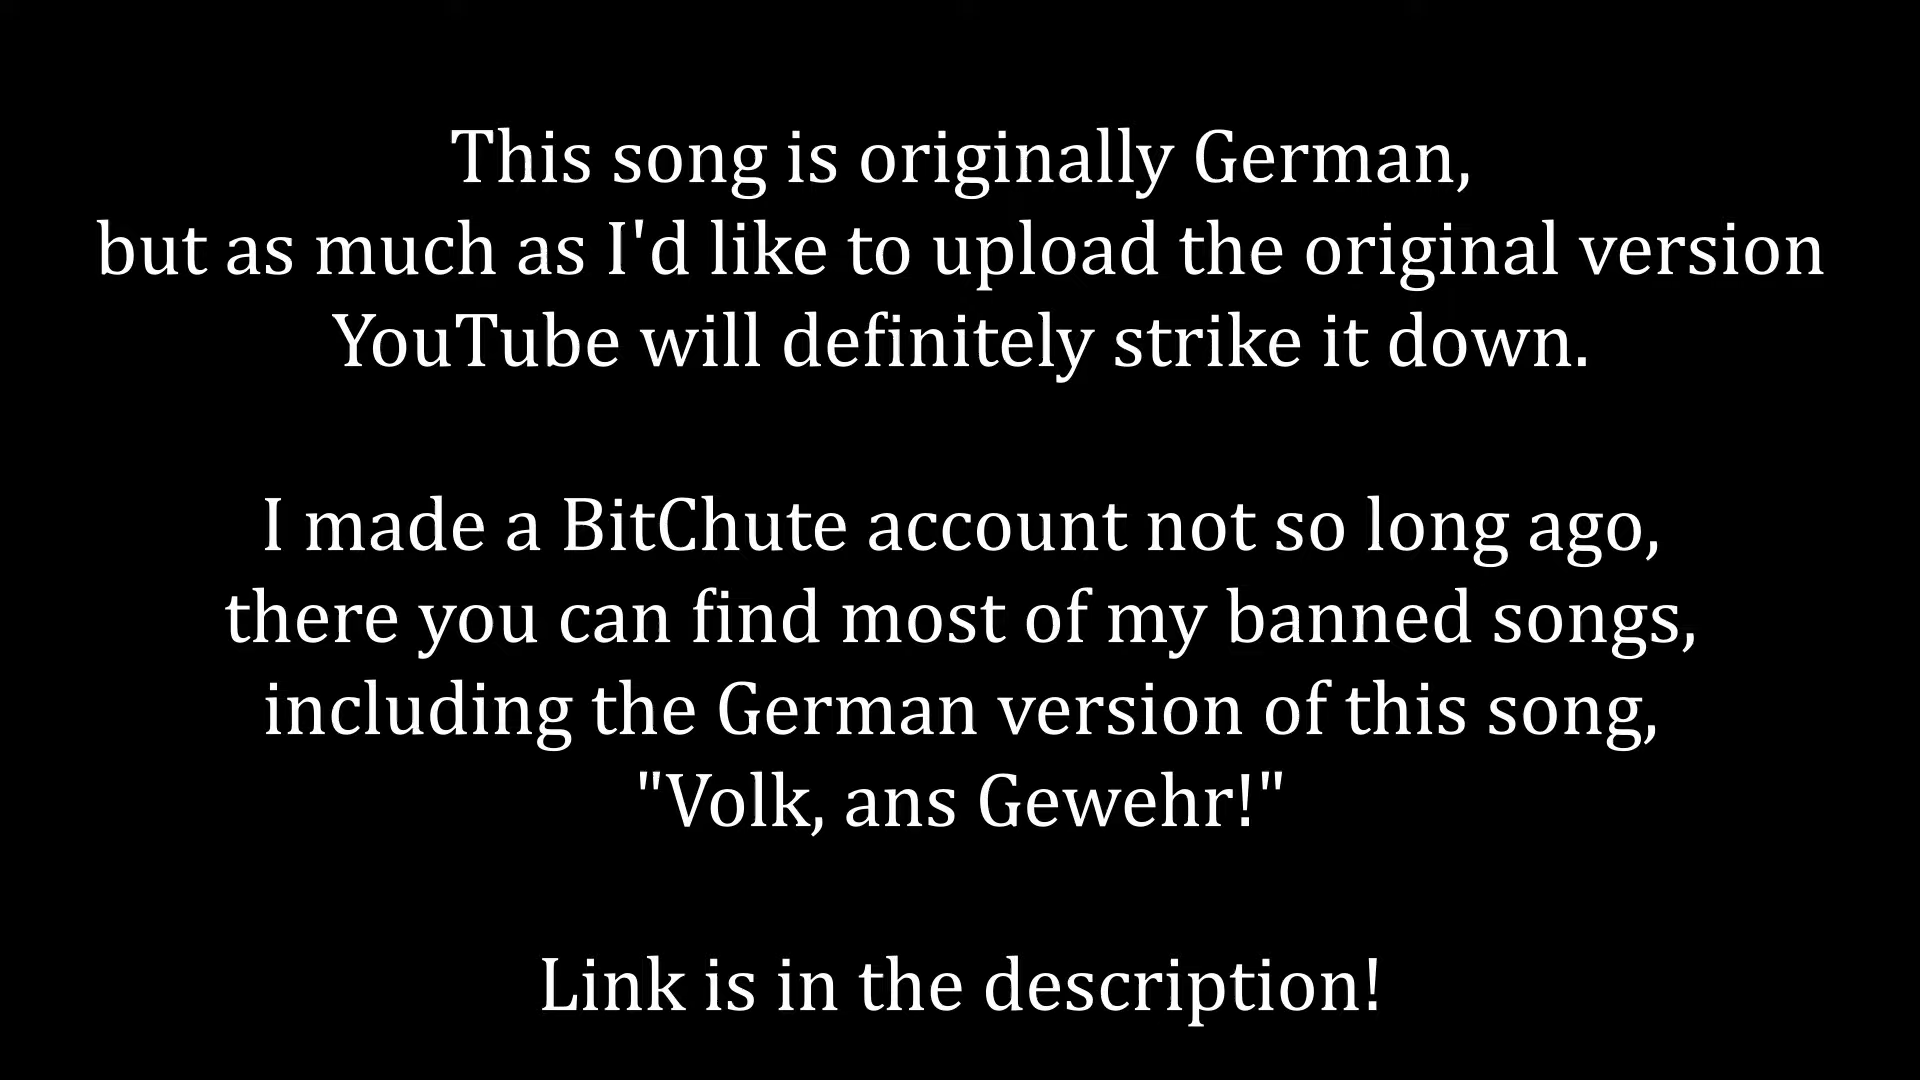 This song is originally German,
but as much as I'd like to upload the original version
YouTube will definitely strike it down.
I made a BitChute account not so long ago,
there you can find most of my banned songs,
including the German version of this song,
"Volk, ans Gewehr!"
Link is in the description!